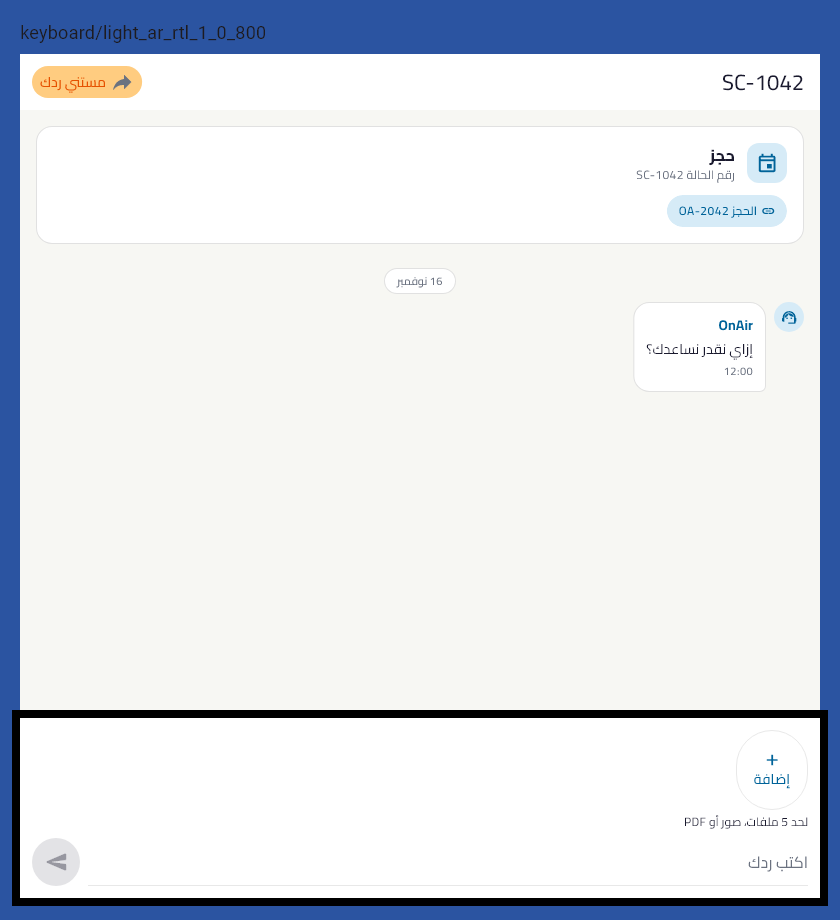 keyboard/light_ar_rtl_1_0_800
SC-1042
مستني ردك
حجز
رقم الحالة SC-1042
الحجز OA-2042
16 نوفمبر
OnAir
إزاي نقدر نساعدك؟
12:00
إضافة
لحد 5 ملفات، صور أو PDF
اكتب ردك